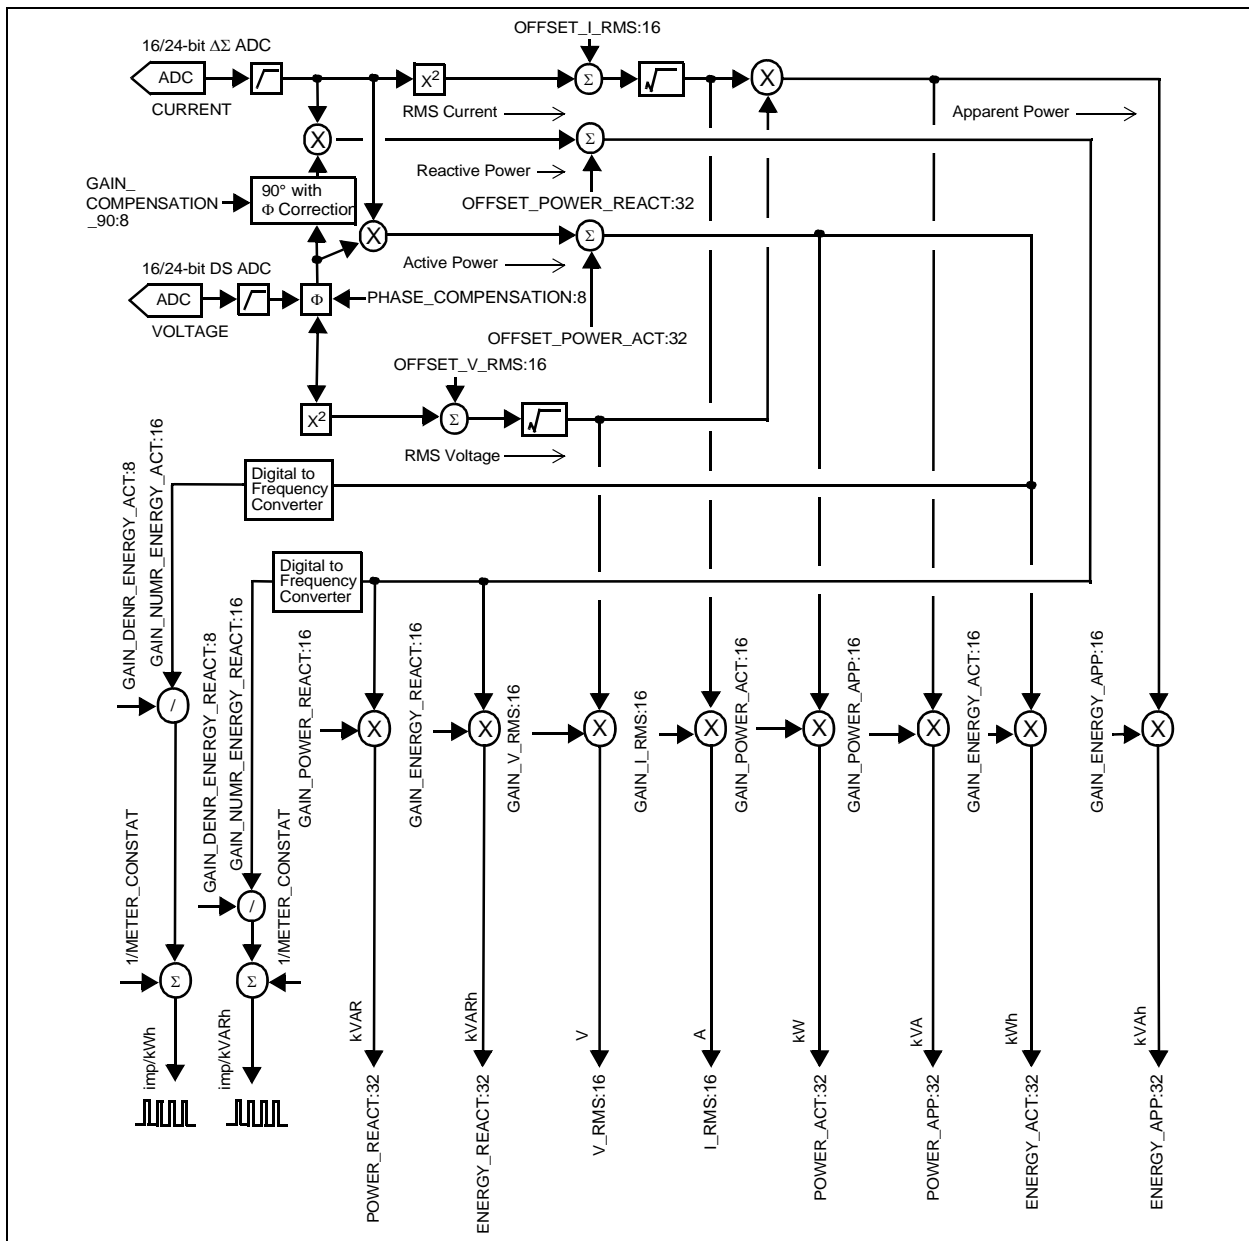 OFFSET_I_RMS:16
16/24-bit ΔΣ ADC
ADC
X²
Σ
√
X
CURRENT
RMS Current
Apparent Power
X
Σ
Reactive Power
GAIN_
COMPENSATION
_90:8
90° with
Φ Correction
OFFSET_POWER_REACT:32
X
Σ
Active Power
16/24-bit DS ADC
ADC
Φ
PHASE_COMPENSATION:8
VOLTAGE
OFFSET_POWER_ACT:32
OFFSET_V_RMS:16
X²
Σ
√
RMS Voltage
Digital to
Frequency
Converter
Digital to
Frequency
Converter
GAIN_DENR_ENERGY_ACT:8
GAIN_NUMR_ENERGY_ACT:16
GAIN_DENR_ENERGY_REACT:8
GAIN_NUMR_ENERGY_REACT:16
GAIN_POWER_REACT:16
GAIN_ENERGY_REACT:16
GAIN_V_RMS:16
GAIN_I_RMS:16
GAIN_POWER_ACT:16
GAIN_POWER_APP:16
GAIN_ENERGY_ACT:16
GAIN_ENERGY_APP:16
/
X
X
X
X
X
X
X
X
/
1/METER_CONSTAT
1/METER_CONSTAT
Σ
Σ
imp/kWh
imp/kVARh
kVAR
kVARh
V
A
kW
kVA
kWh
kVAh
POWER_REACT:32
ENERGY_REACT:32
V_RMS:16
I_RMS:16
POWER_ACT:32
POWER_APP:32
ENERGY_ACT:32
ENERGY_APP:32